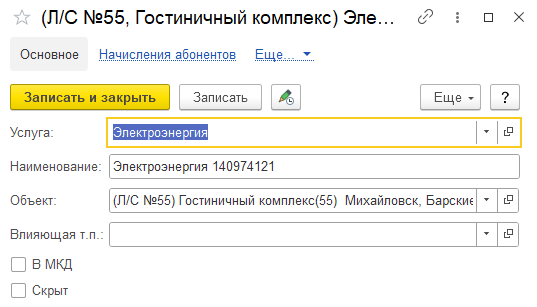 (Л/С №55, Гостиничный комплекс) Эле...
Основное Начисления абонентов Еще...
Записать и закрыть Записать Еще ?
Услуга: Электроэнергия
Наименование: Электроэнергия 140974121
Объект: (Л/С №55) Гостиничный комплекс(55) Михайловск, Барские
Влияющая т.п.:
В МКД
Скрыт